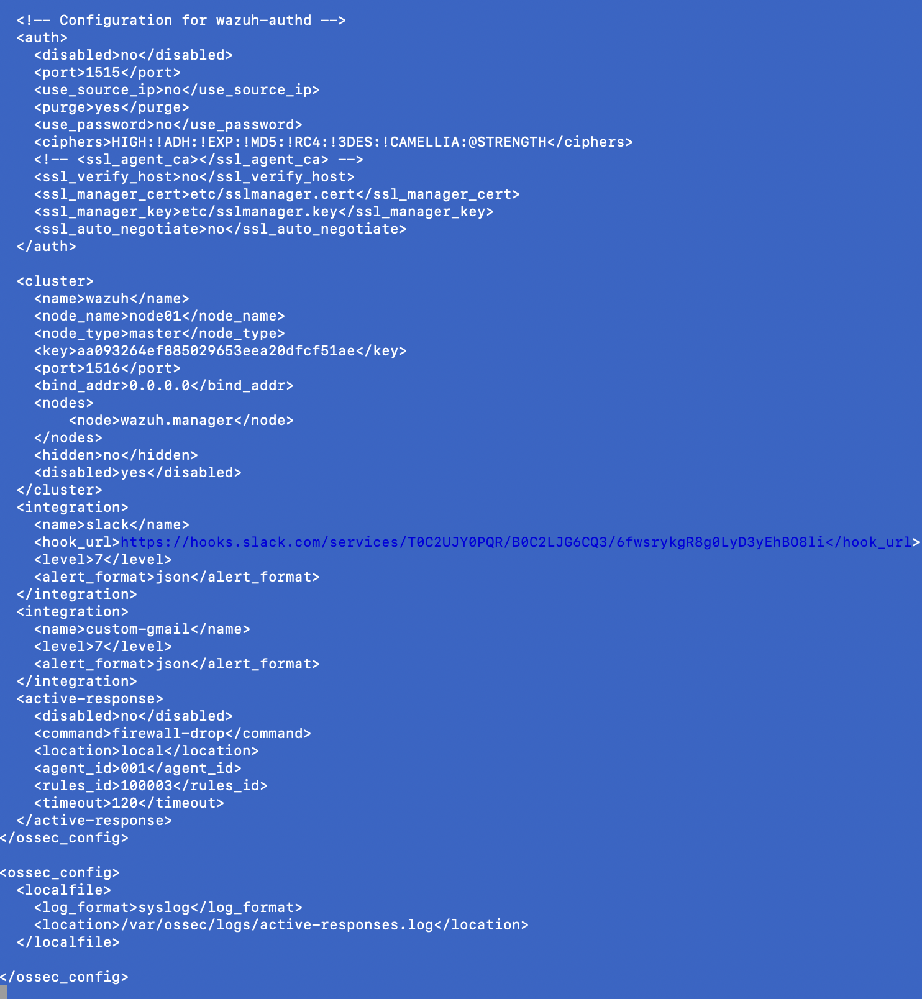 <!-- Configuration for wazuh-authd -->
<auth>
<disabled>no</disabled>
<port>1515</port>
<use_source_ip>no</use_source_ip>
<purge>yes</purge>
<use_password>no</use_password>
<ciphers>HIGH:!ADH:!EXP:!MD5:!RC4:!3DES:!CAMELLIA:@STRENGTH</ciphers>
<!-- <ssl_agent_ca></ssl_agent_ca> -->
<ssl_verify_host>no</ssl_verify_host>
<ssl_manager_cert>etc/sslmanager.cert</ssl_manager_cert>
<ssl_manager_key>etc/sslmanager.key</ssl_manager_key>
<ssl_auto_negotiate>no</ssl_auto_negotiate>
</auth>
<cluster>
<name>wazuh</name>
<node_name>node01</node_name>
<node_type>master</node_type>
<key>aa093264ef885029653eea20dfcf51ae</key>
<port>1516</port>
<bind_addr>0.0.0.0</bind_addr>
<nodes>
<node>wazuh.manager</node>
</nodes>
<hidden>no</hidden>
<disabled>yes</disabled>
</cluster>
<integration>
<name>slack</name>
<hook_url>https://hooks.slack.com/services/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</hook_url>
<level>7</level>
<alert_format>json</alert_format>
</integration>
<integration>
<name>custom-gmail</name>
<level>7</level>
<alert_format>json</alert_format>
</integration>
<active-response>
<disabled>no</disabled>
<command>firewall-drop</command>
<location>local</location>
<agent_id>001</agent_id>
<rules_id>100003</rules_id>
<timeout>120</timeout>
</active-response>
</ossec_config>
<ossec_config>
<localfile>
<log_format>syslog</log_format>
<location>/var/ossec/logs/active-responses.log</location>
</localfile>
</ossec_config>